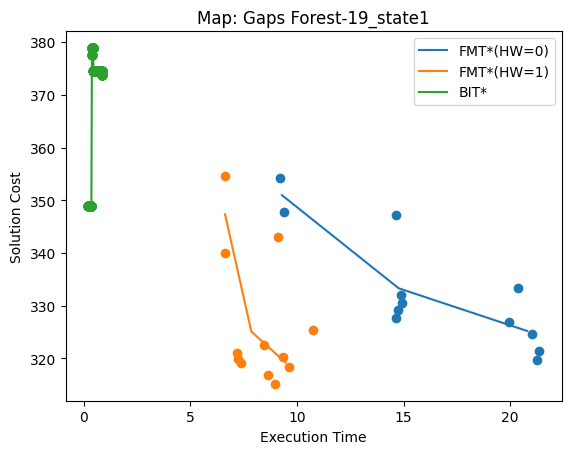 Map: Gaps Forest-19_state1
FMT*(HW=0)
FMT*(HW=1)
BIT*
Solution Cost
380
370
360
350
340
330
320
0
5
10
15
20
Execution Time